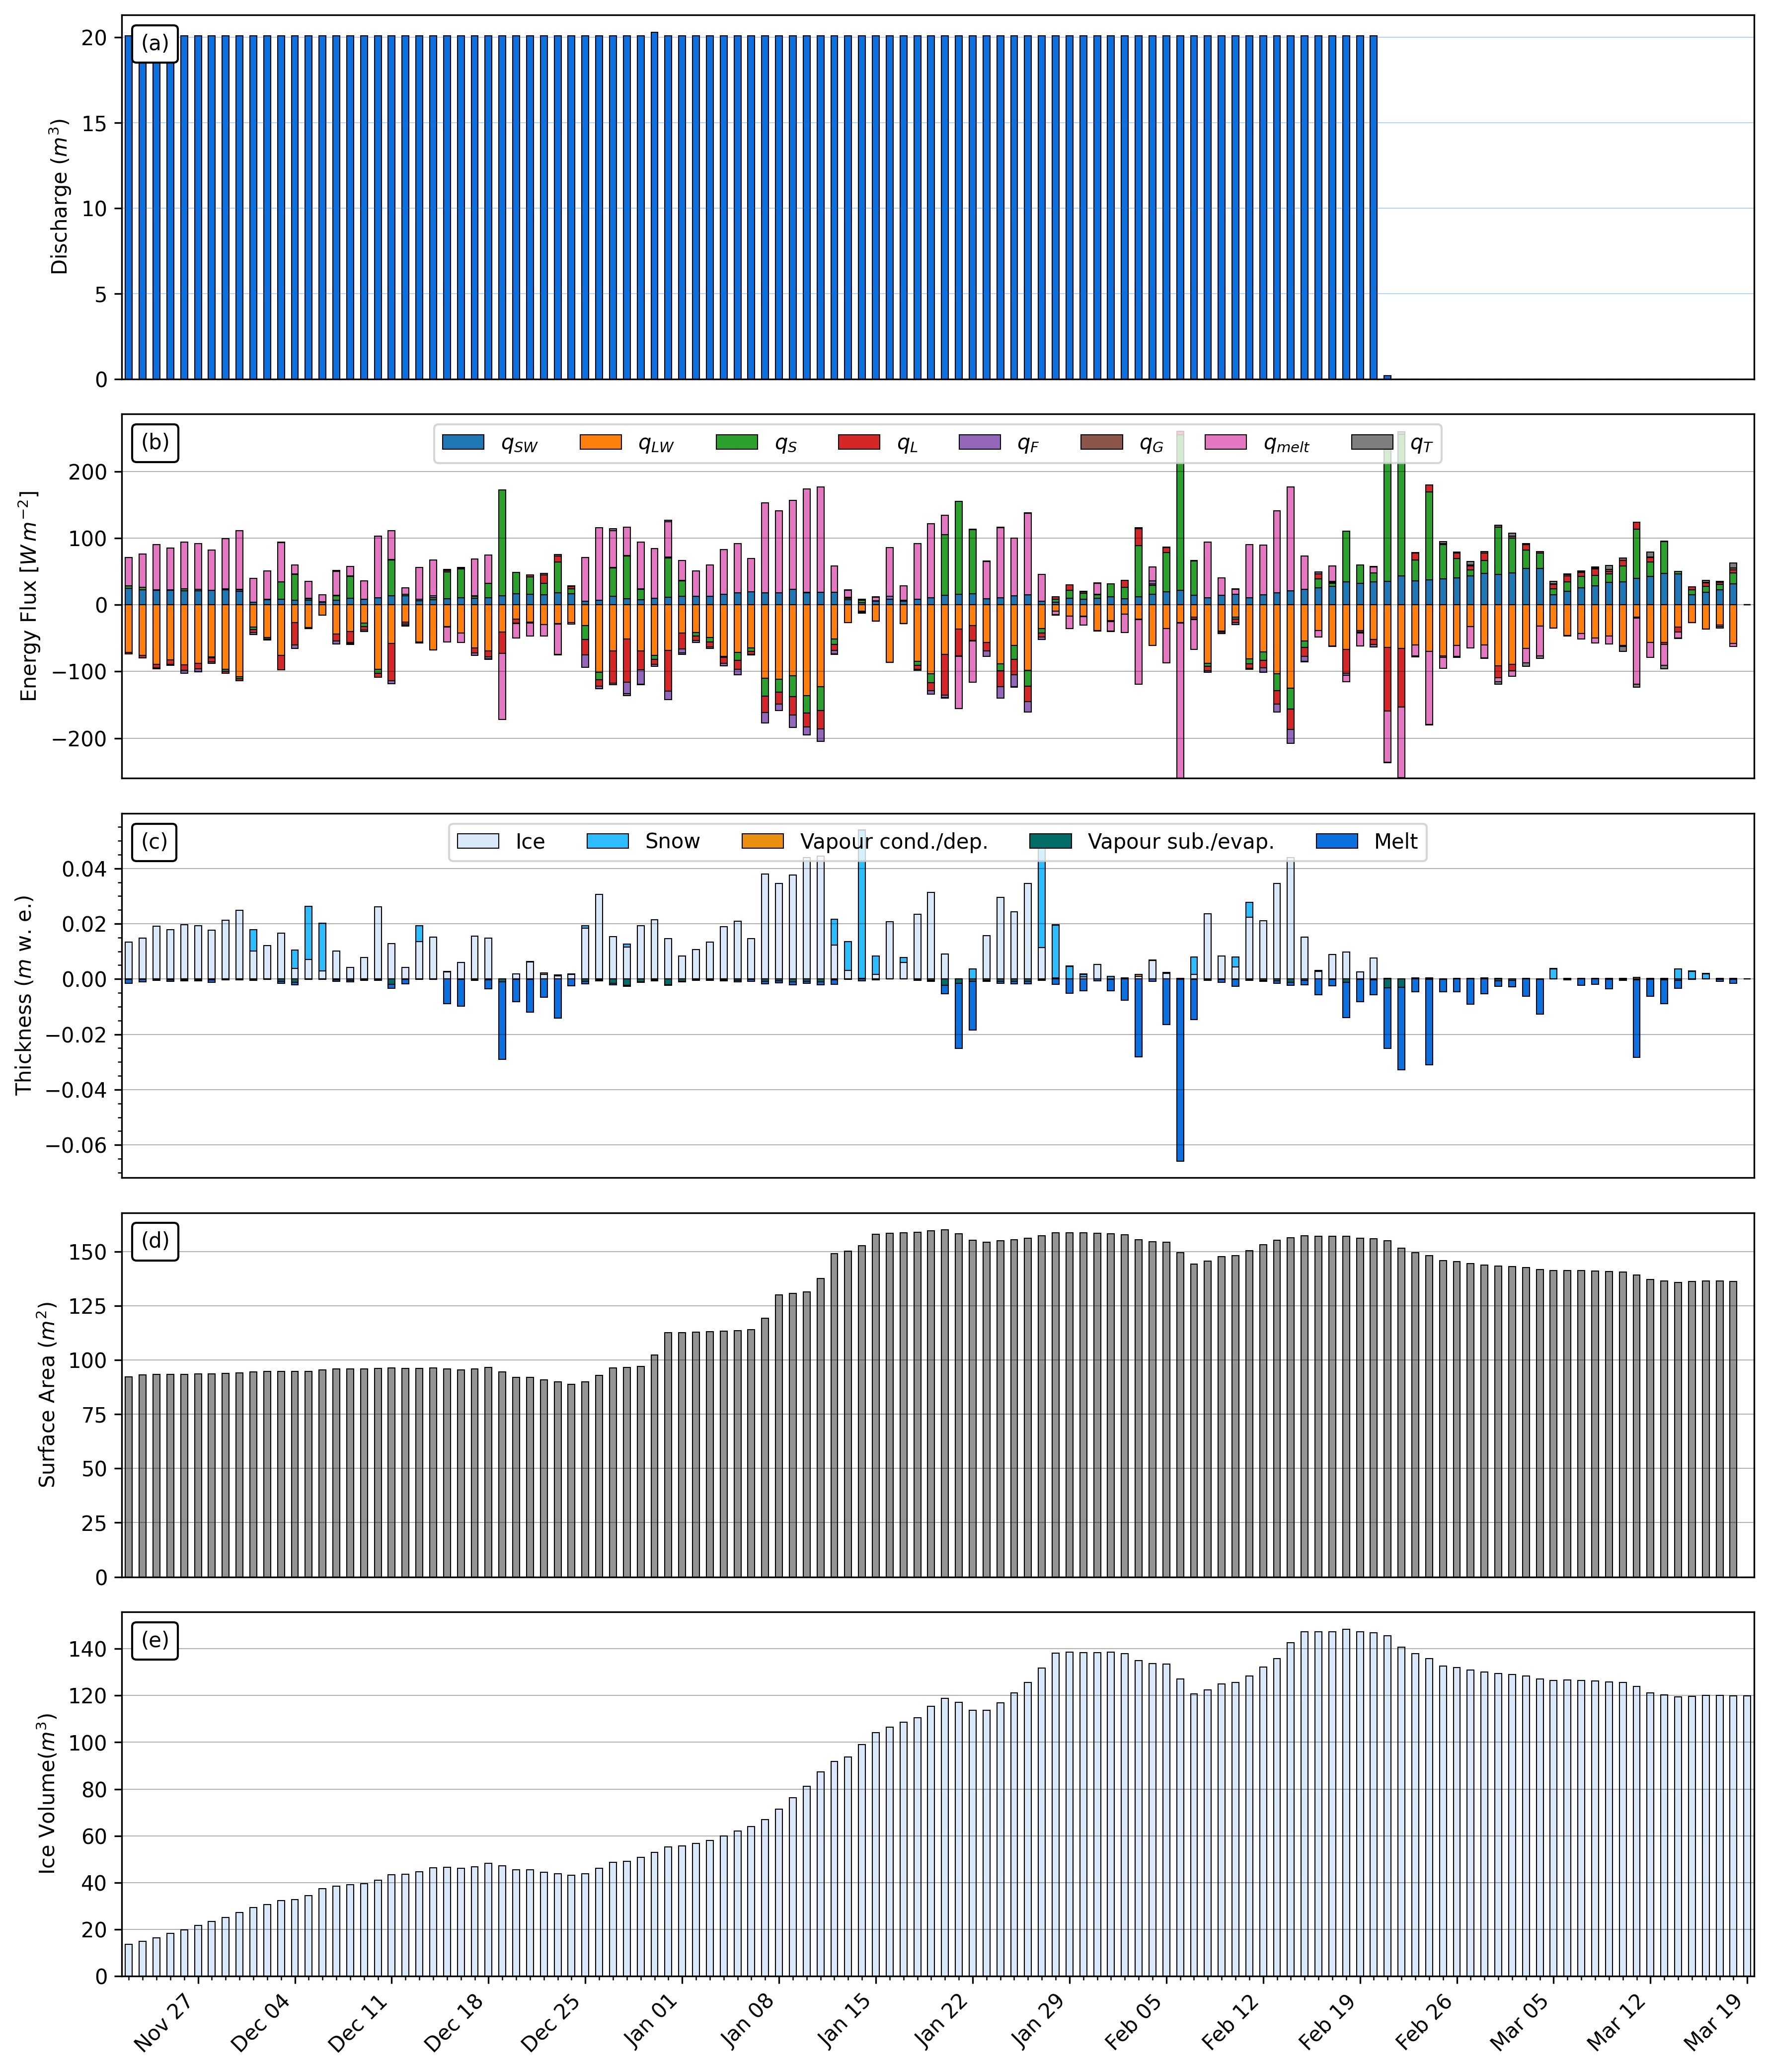 (a)
20
15
10
5
0
Discharge (m³)
(b)
q_SW q_LW q_S q_L q_F q_G q_melt q_T
200
100
0
−100
−200
Energy Flux [W m⁻²]
(c)
Ice Snow Vapour cond./dep. Vapour sub./evap. Melt
0.04
0.02
0.00
−0.02
−0.04
−0.06
Thickness (m w. e.)
(d)
150
125
100
75
50
25
0
Surface Area (m²)
(e)
140
120
100
80
60
40
20
0
Ice Volume(m³)
Nov 27 Dec 04 Dec 11 Dec 18 Dec 25 Jan 01 Jan 08 Jan 15 Jan 22 Jan 29 Feb 05 Feb 12 Feb 19 Feb 26 Mar 05 Mar 12 Mar 19